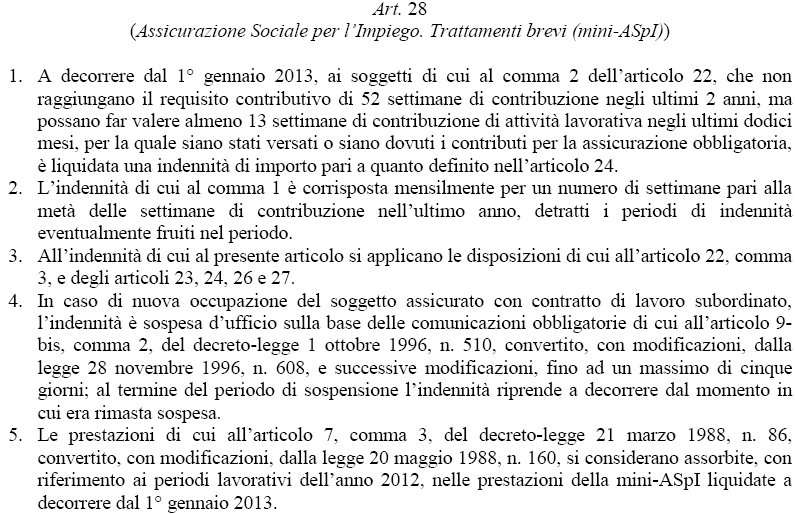 Art. 28
(Assicurazione Sociale per l’Impiego. Trattamenti brevi (mini-ASpI))
1. A decorrere dal 1° gennaio 2013, ai soggetti di cui al comma 2 dell’articolo 22, che non
raggiungano il requisito contributivo di 52 settimane di contribuzione negli ultimi 2 anni, ma
possano far valere almeno 13 settimane di contribuzione di attività lavorativa negli ultimi dodici
mesi, per la quale siano stati versati o siano dovuti i contributi per la assicurazione obbligatoria,
è liquidata una indennità di importo pari a quanto definito nell’articolo 24.
2. L’indennità di cui al comma 1 è corrisposta mensilmente per un numero di settimane pari alla
metà delle settimane di contribuzione nell’ultimo anno, detratti i periodi di indennità
eventualmente fruiti nel periodo.
3. All’indennità di cui al presente articolo si applicano le disposizioni di cui all’articolo 22, comma
3, e degli articoli 23, 24, 26 e 27.
4. In caso di nuova occupazione del soggetto assicurato con contratto di lavoro subordinato,
l’indennità è sospesa d’ufficio sulla base delle comunicazioni obbligatorie di cui all’articolo 9-
bis, comma 2, del decreto-legge 1 ottobre 1996, n. 510, convertito, con modificazioni, dalla
legge 28 novembre 1996, n. 608, e successive modificazioni, fino ad un massimo di cinque
giorni; al termine del periodo di sospensione l’indennità riprende a decorrere dal momento in
cui era rimasta sospesa.
5. Le prestazioni di cui all’articolo 7, comma 3, del decreto-legge 21 marzo 1988, n. 86,
convertito, con modificazioni, dalla legge 20 maggio 1988, n. 160, si considerano assorbite, con
riferimento ai periodi lavorativi dell’anno 2012, nelle prestazioni della mini-ASpI liquidate a
decorrere dal 1° gennaio 2013.